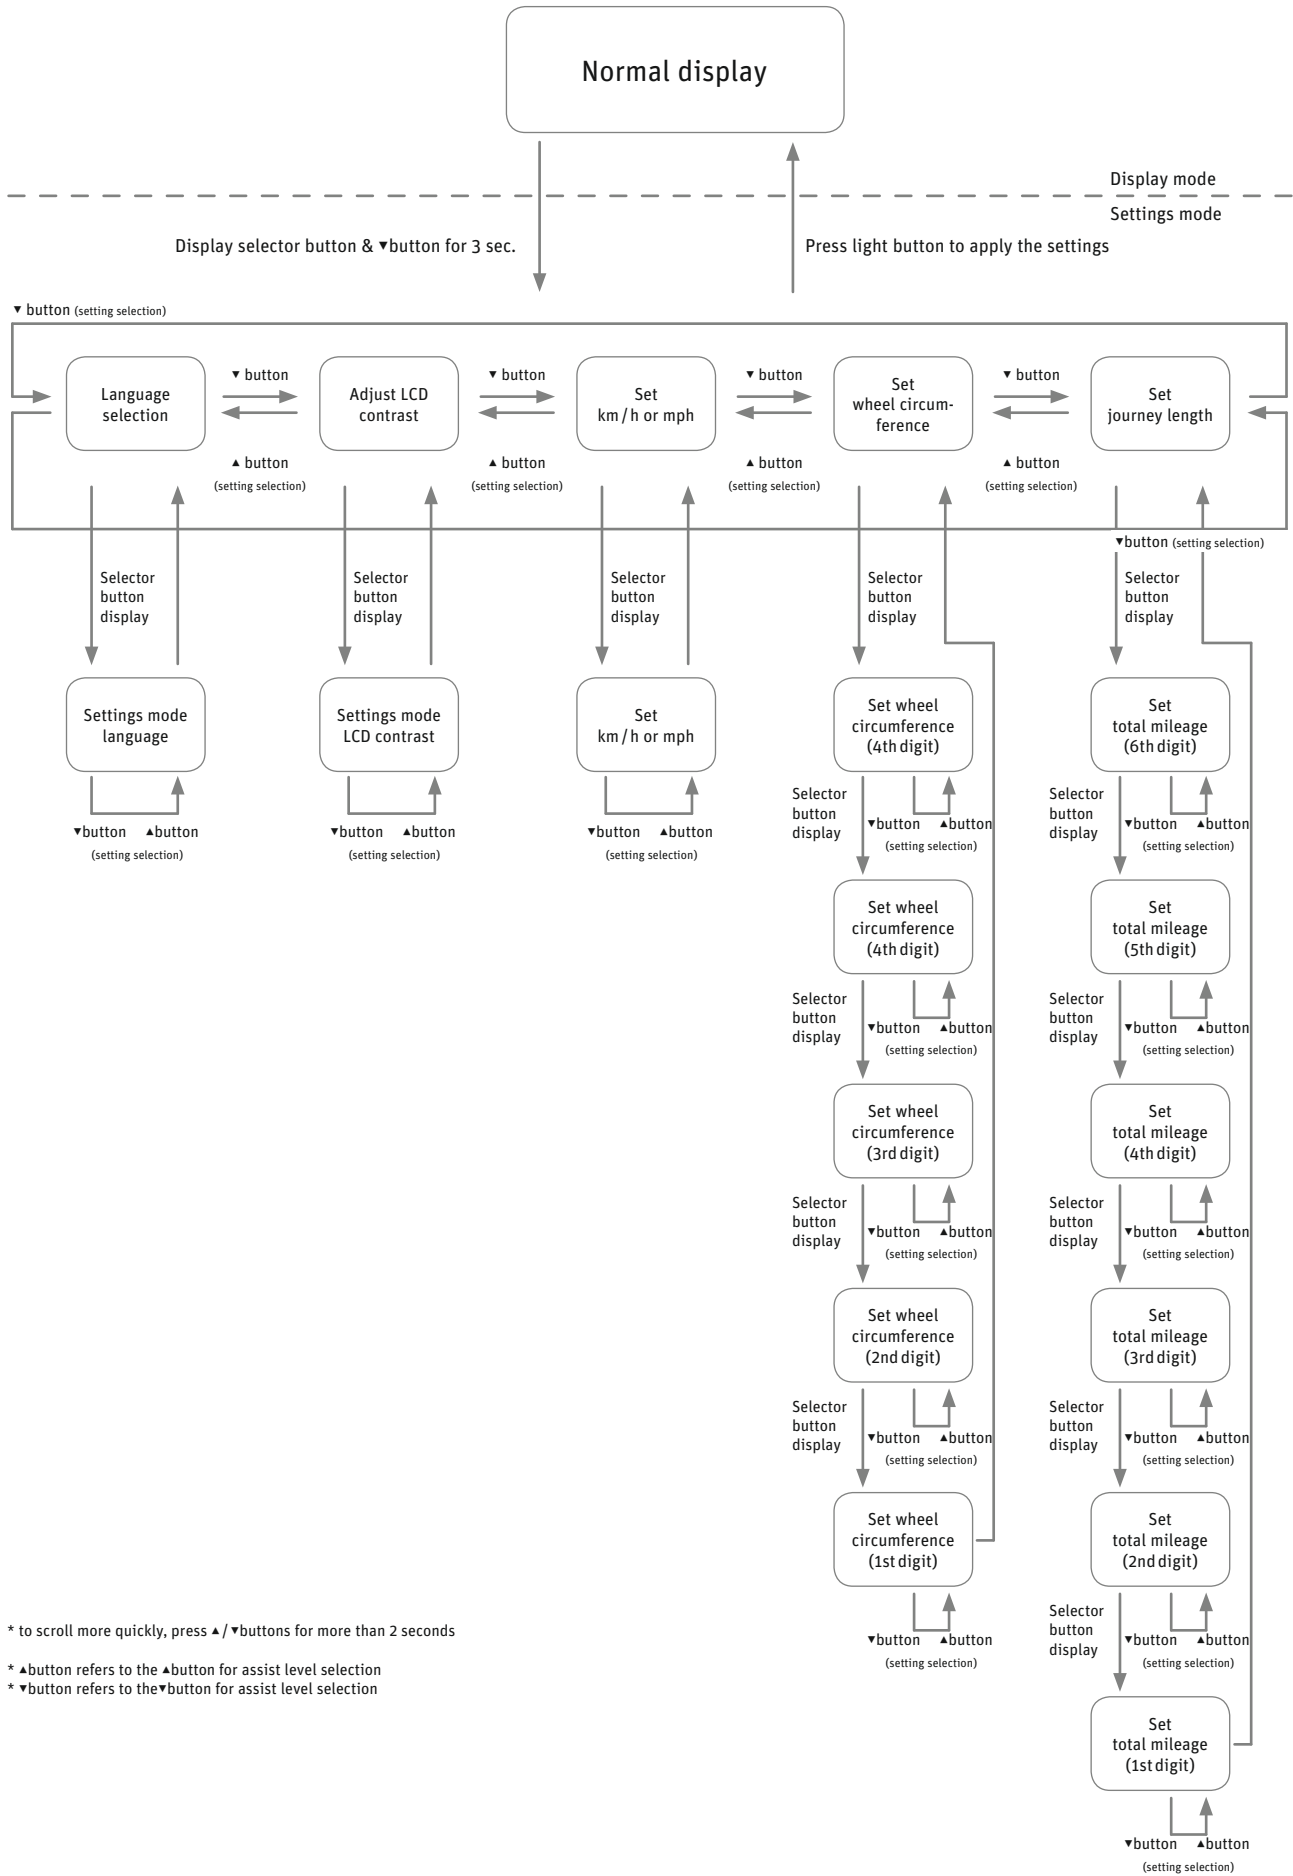 Normal display
Display mode
Settings mode
Display selector button & ▼button for 3 sec.
Press light button to apply the settings
▼ button (setting selection)
Language
selection
▼ button
▲ button
(setting selection)
Adjust LCD
contrast
▼ button
▲ button
(setting selection)
Set
km / h or mph
▼ button
▲ button
(setting selection)
Set
wheel circum-
ference
▼ button
▲ button
(setting selection)
Set
journey length
▼button (setting selection)
Selector
button
display
Selector
button
display
Selector
button
display
Selector
button
display
Selector
button
display
Settings mode
language
▼button ▲button
(setting selection)
Settings mode
LCD contrast
▼button ▲button
(setting selection)
Set
km / h or mph
▼button ▲button
(setting selection)
Set wheel
circumference
(4th digit)
Selector
button
display
▼button ▲button
(setting selection)
Set wheel
circumference
(4th digit)
Selector
button
display
▼button ▲button
(setting selection)
Set wheel
circumference
(3rd digit)
Selector
button
display
▼button ▲button
(setting selection)
Set wheel
circumference
(2nd digit)
Selector
button
display
▼button ▲button
(setting selection)
Set wheel
circumference
(1st digit)
▼button ▲button
(setting selection)
Set
total mileage
(6th digit)
Selector
button
display
▼button ▲button
(setting selection)
Set
total mileage
(5th digit)
Selector
button
display
▼button ▲button
(setting selection)
Set
total mileage
(4th digit)
Selector
button
display
▼button ▲button
(setting selection)
Set
total mileage
(3rd digit)
Selector
button
display
▼button ▲button
(setting selection)
Set
total mileage
(2nd digit)
Selector
button
display
▼button ▲button
(setting selection)
Set
total mileage
(1st digit)
▼button ▲button
(setting selection)
* to scroll more quickly, press ▲/ ▼buttons for more than 2 seconds
* ▲button refers to the ▲button for assist level selection
* ▼button refers to the▼button for assist level selection